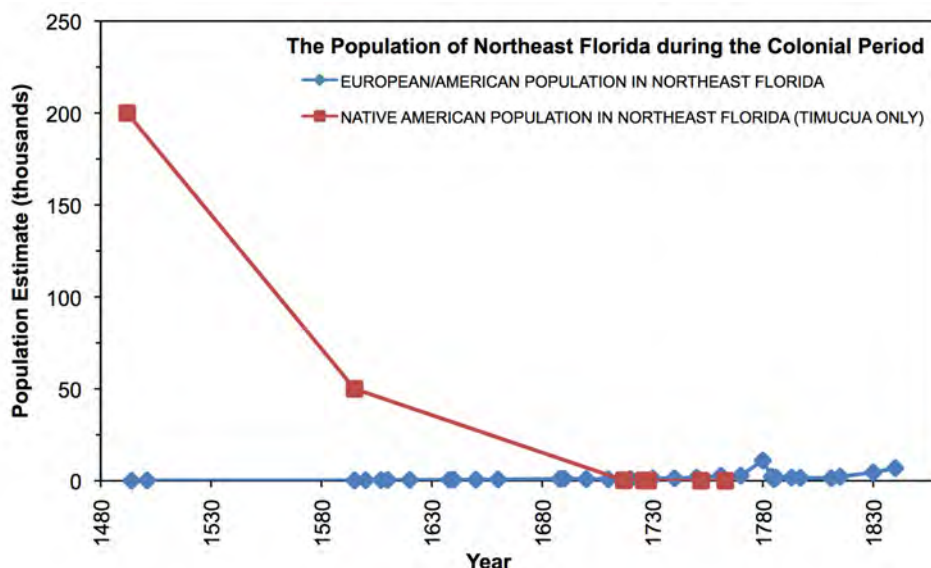 The Population of Northeast Florida during the Colonial Period
EUROPEAN/AMERICAN POPULATION IN NORTHEAST FLORIDA
NATIVE AMERICAN POPULATION IN NORTHEAST FLORIDA (TIMUCUA ONLY)
Population Estimate (thousands)
250
200
150
100
50
0
1480
1530
1580
1630
1680
1730
1780
1830
Year